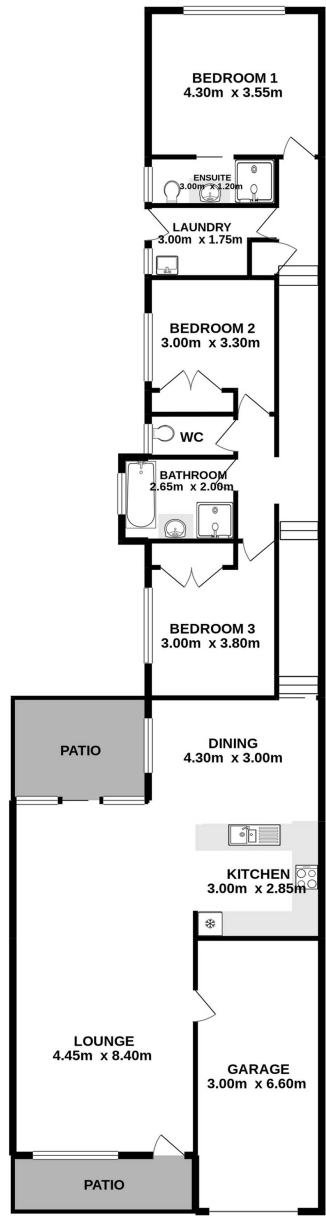 BEDROOM 1
4.30m x 3.55m
ENSUITE
3.00m x 1.20m
LAUNDRY
3.00m x 1.75m
BEDROOM 2
3.00m x 3.30m
WC
BATHROOM
2.65m x 2.00m
BEDROOM 3
3.00m x 3.80m
PATIO
DINING
4.30m x 3.00m
KITCHEN
3.00m x 2.85m
LOUNGE
4.45m x 8.40m
GARAGE
3.00m x 6.60m
PATIO